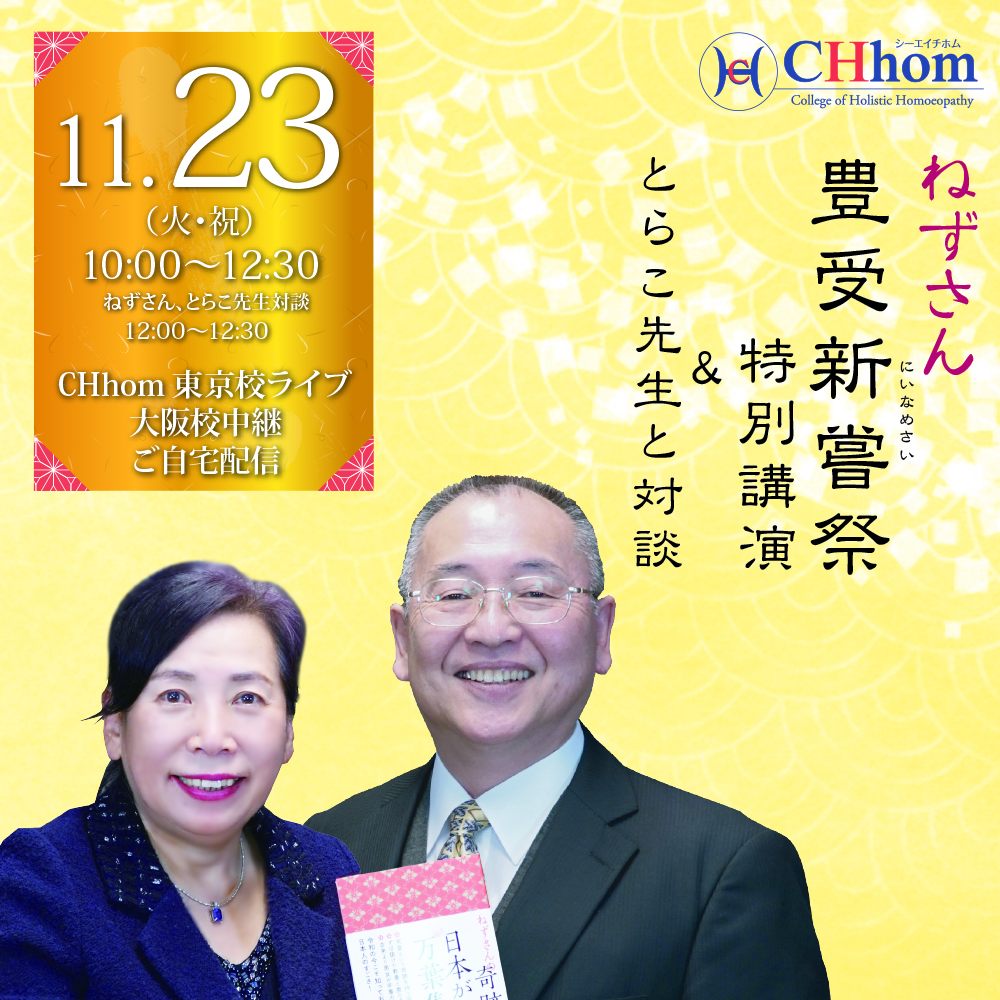 シーエイチホム
CHhom
College of Holistic Homoeopathy
11.23
（火・祝）
10:00～12:30
ねずさん、とらこ先生対談
12:00～12:30
CHhom 東京校ライブ
大阪校中継
ご自宅配信
ねずさん
豊受新嘗祭
にいなめさい
特別講演
&
とらこ先生と対談
ねずさんの奇跡
日本が
万葉集